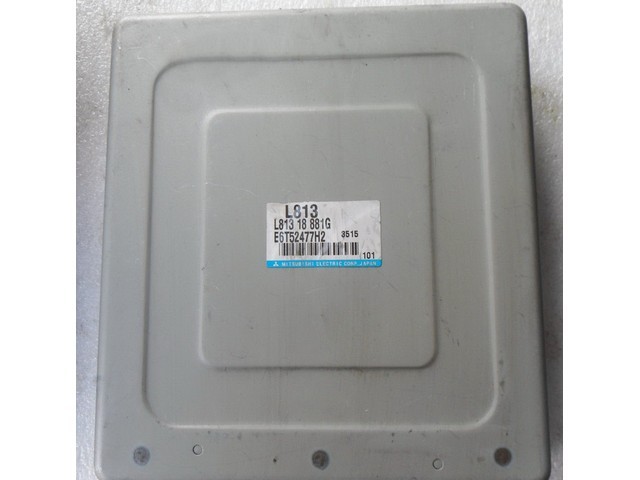 L813
L813 18 881G
E6T52477H2 3515
101
MITSUBISHI ELECTRIC CORP. JAPAN